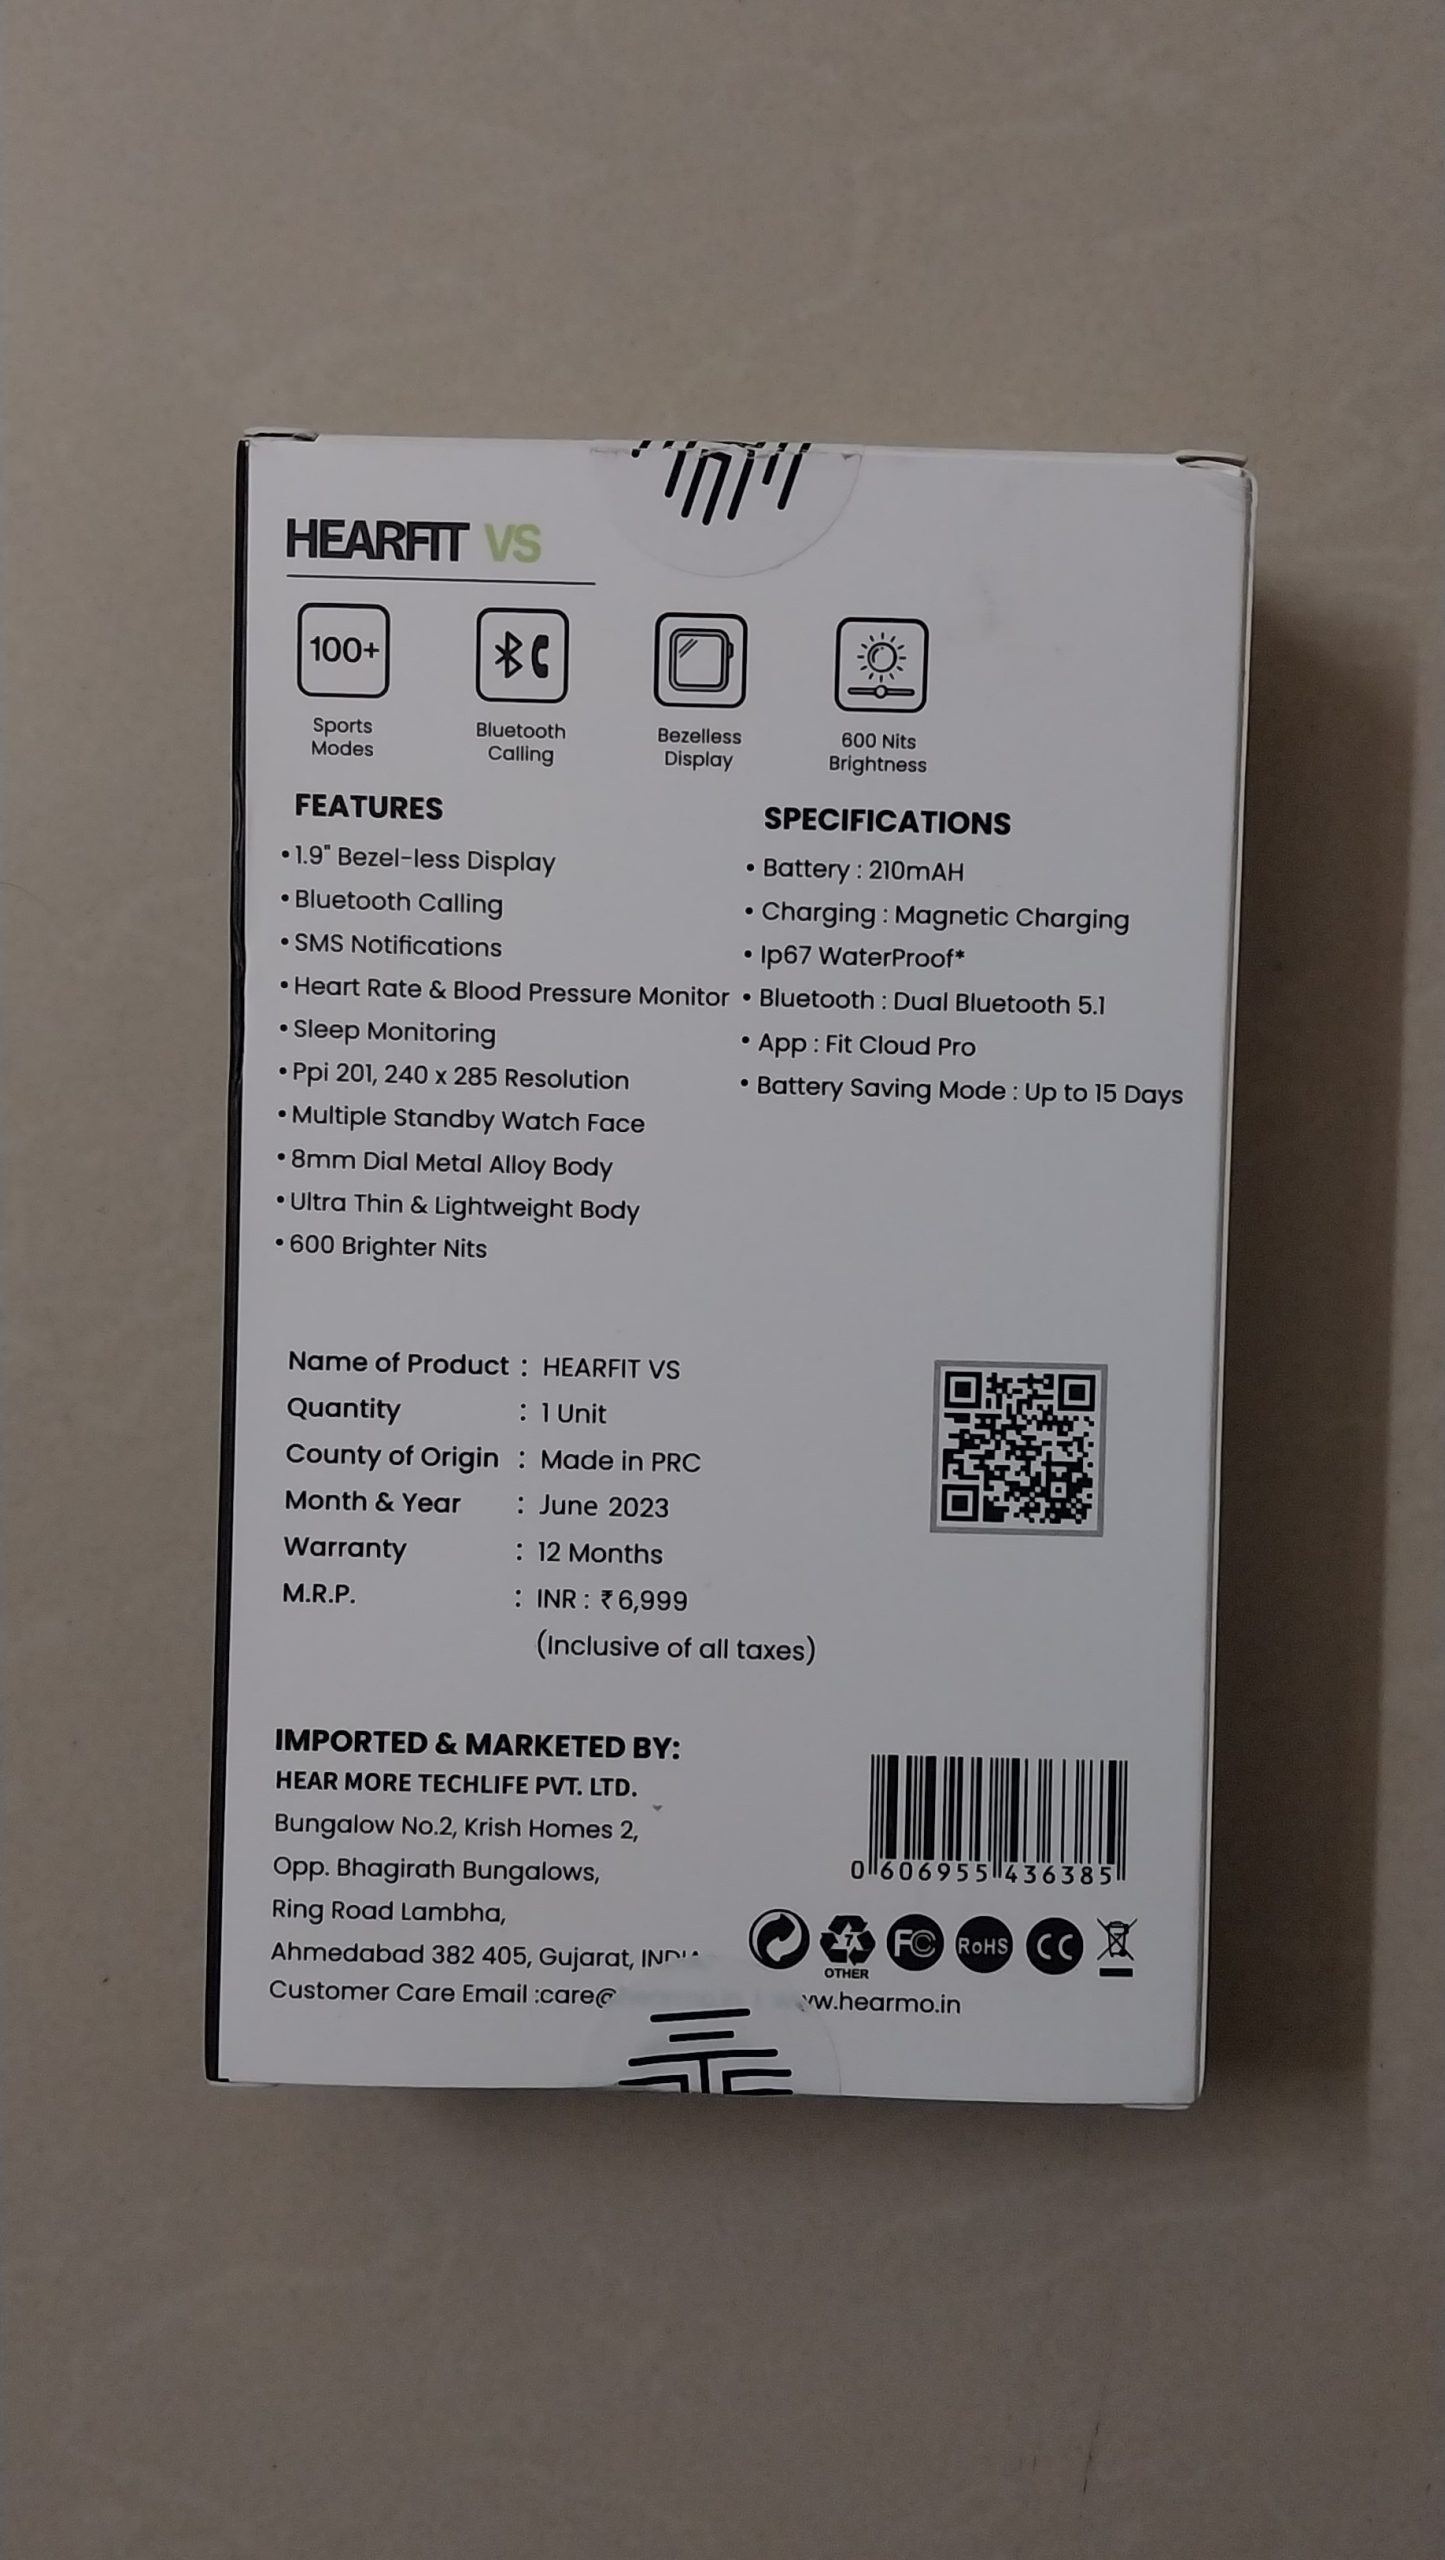 HEARFIT VS
100+
Sports
Modes
Bluetooth
Calling
Bezelless
Display
600 Nits
Brightness
FEATURES
•1.9" Bezel-less Display
•Bluetooth Calling
•SMS Notifications
•Heart Rate & Blood Pressure Monitor
•Sleep Monitoring
•Ppi 201, 240 x 285 Resolution
•Multiple Standby Watch Face
•8mm Dial Metal Alloy Body
•Ultra Thin & Lightweight Body
•600 Brighter Nits
SPECIFICATIONS
• Battery : 210mAH
• Charging : Magnetic Charging
• Ip67 WaterProof*
• Bluetooth : Dual Bluetooth 5.1
• App : Fit Cloud Pro
• Battery Saving Mode : Up to 15 Days
Name of Product : HEARFIT VS
Quantity : 1 Unit
County of Origin : Made in PRC
Month & Year : June 2023
Warranty : 12 Months
M.R.P. : INR : ₹6,999
(Inclusive of all taxes)
IMPORTED & MARKETED BY:
HEAR MORE TECHLIFE PVT. LTD.
Bungalow No.2, Krish Homes 2,
Opp. Bhagirath Bungalows,
Ring Road Lambha,
Ahmedabad 382 405, Gujarat, INDIA
Customer Care Email :care@
0 606955 436385
7
OTHER
FC
RoHS
CC
w.hearmo.in